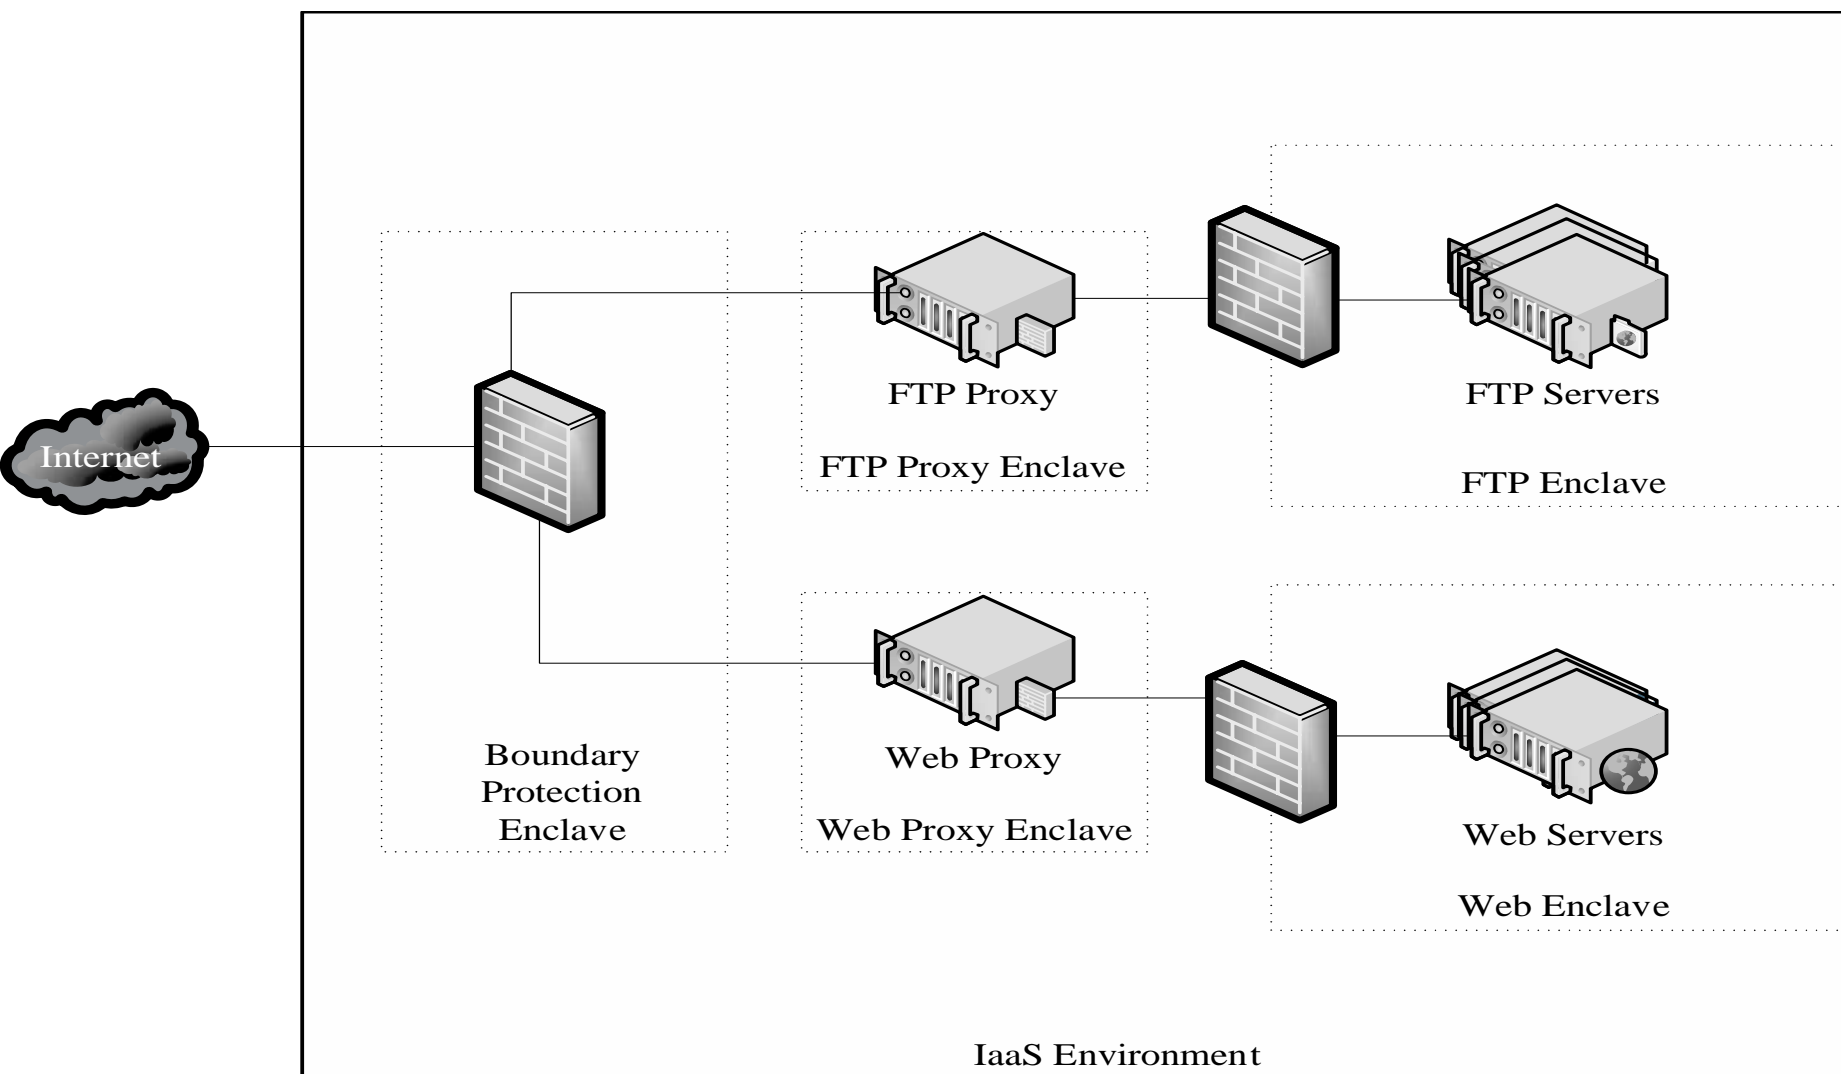 Internet
FTP Proxy
FTP Proxy Enclave
FTP Servers
FTP Enclave
Boundary
Protection
Enclave
Web Proxy
Web Proxy Enclave
Web Servers
Web Enclave
IaaS Environment